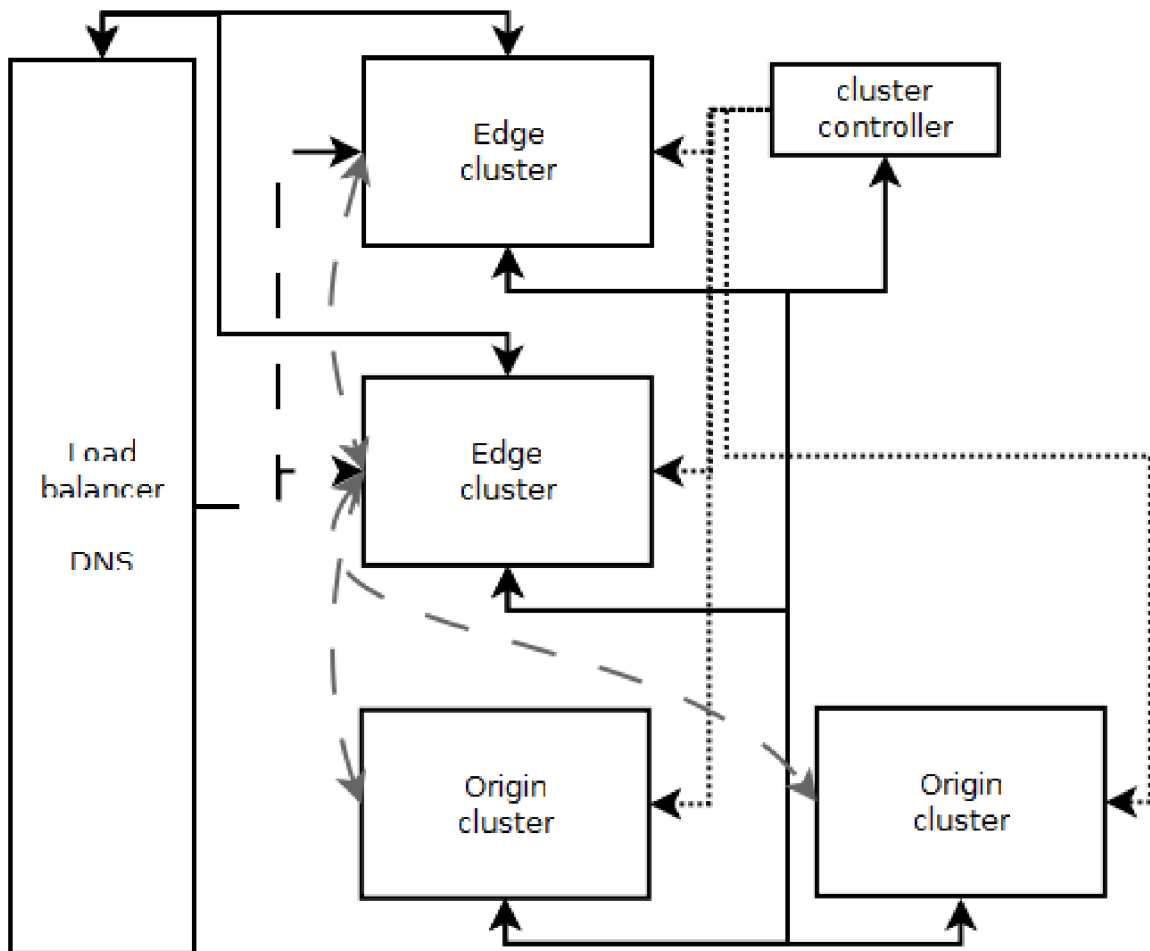 Edge
cluster
cluster
controller
Load
balancer
DNS
Edge
cluster
Origin
cluster
Origin
cluster